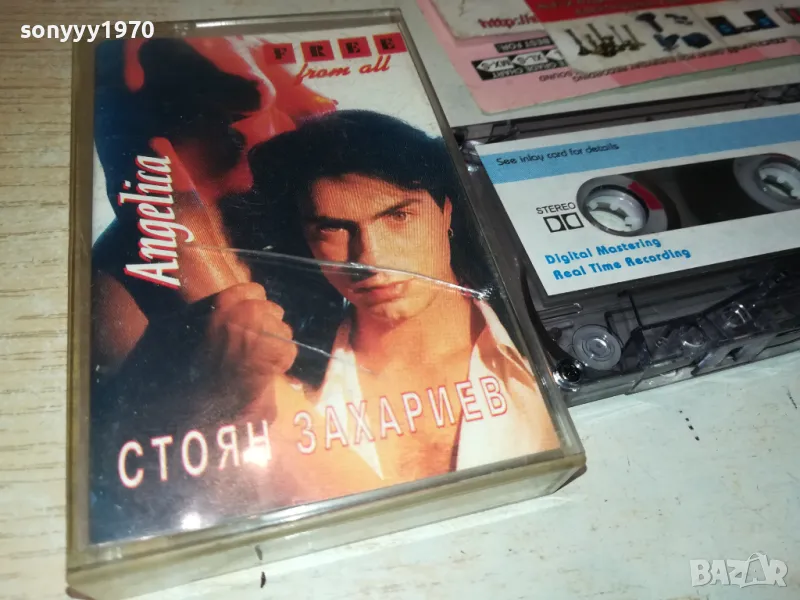 sonyyy1970
FREE
from all
Angelica
СТОЯН ЗАХАРИЕВ
http://
See inlay card for details
STEREO
Digital Mastering
Real Time Recording
BAZAR